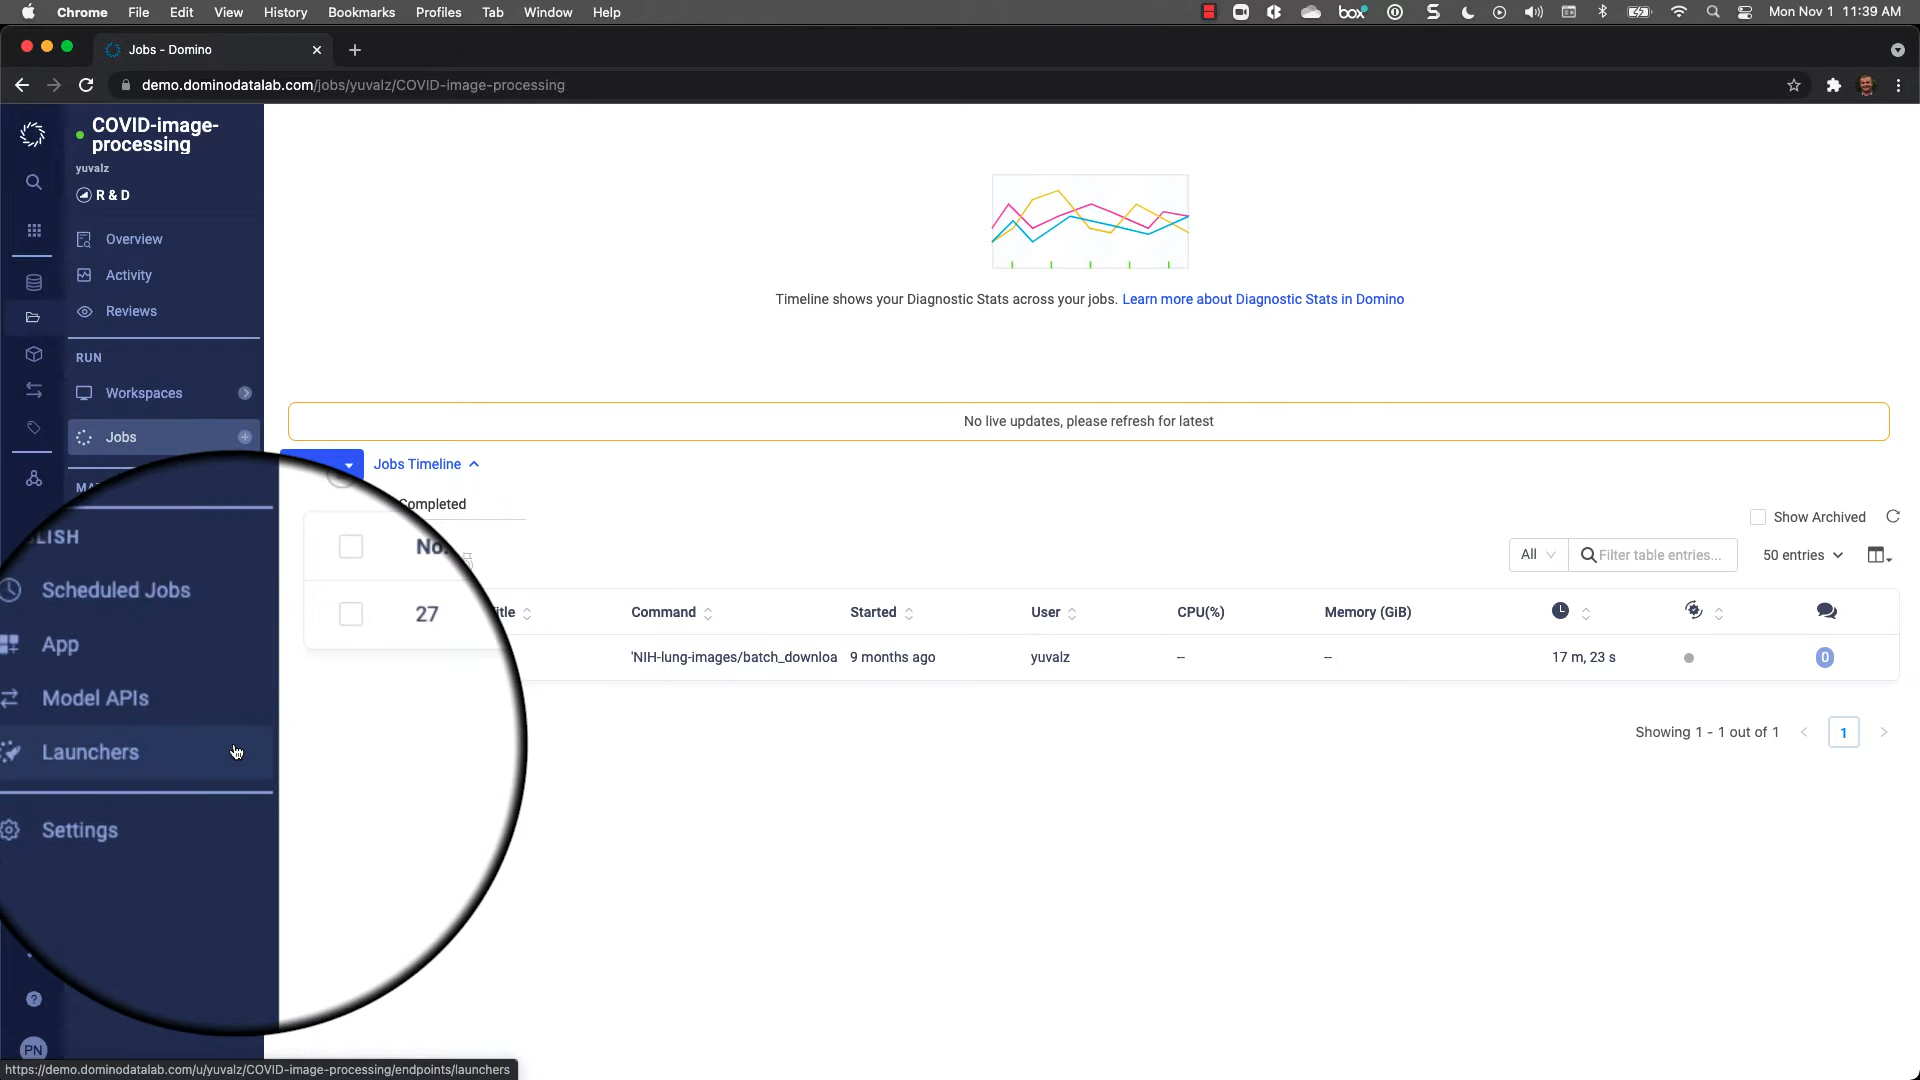 Chrome File Edit View History Bookmarks Profiles Tab Window Help
box
Mon Nov 1 11:39 AM
Jobs - Domino
demo.dominodatalab.com/jobs/yuvalz/COVID-image-processing
COVID-image-
processing
yuvalz
R & D
Overview
Activity
Reviews
RUN
Workspaces
Jobs
Timeline shows your Diagnostic Stats across your jobs. Learn more about Diagnostic Stats in Domino
No live updates, please refresh for latest
Jobs Timeline
Completed
Show Archived
All
Filter table entries...
50 entries
No.
Command
Started
User
CPU(%)
Memory (GiB)
27
'NIH-lung-images/batch_downloa
9 months ago
yuvalz
--
--
17 m, 23 s
0
Showing 1 - 1 out of 1
1
Scheduled Jobs
App
Model APIs
Launchers
Settings
?
PN
https://demo.dominodatalab.com/u/yuvalz/COVID-image-processing/endpoints/launchers